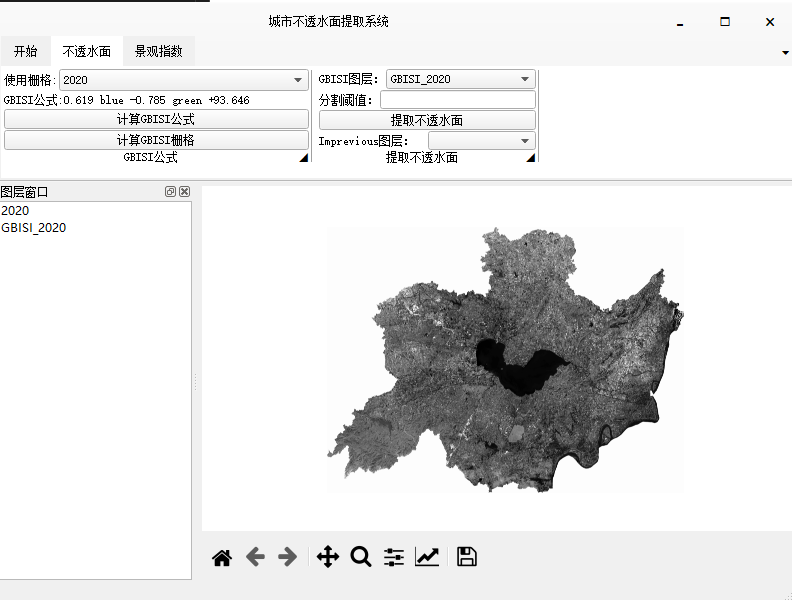 城市不透水面提取系统
开始 不透水面 景观指数
使用栅格: 2020
GBISI公式:0.619 blue -0.785 green +93.646
计算GBISI公式
计算GBISI栅格
GBISI公式
GBISI图层: GBISI_2020
分割阈值:
提取不透水面
Imprevious图层:
提取不透水面
图层窗口
2020
GBISI_2020